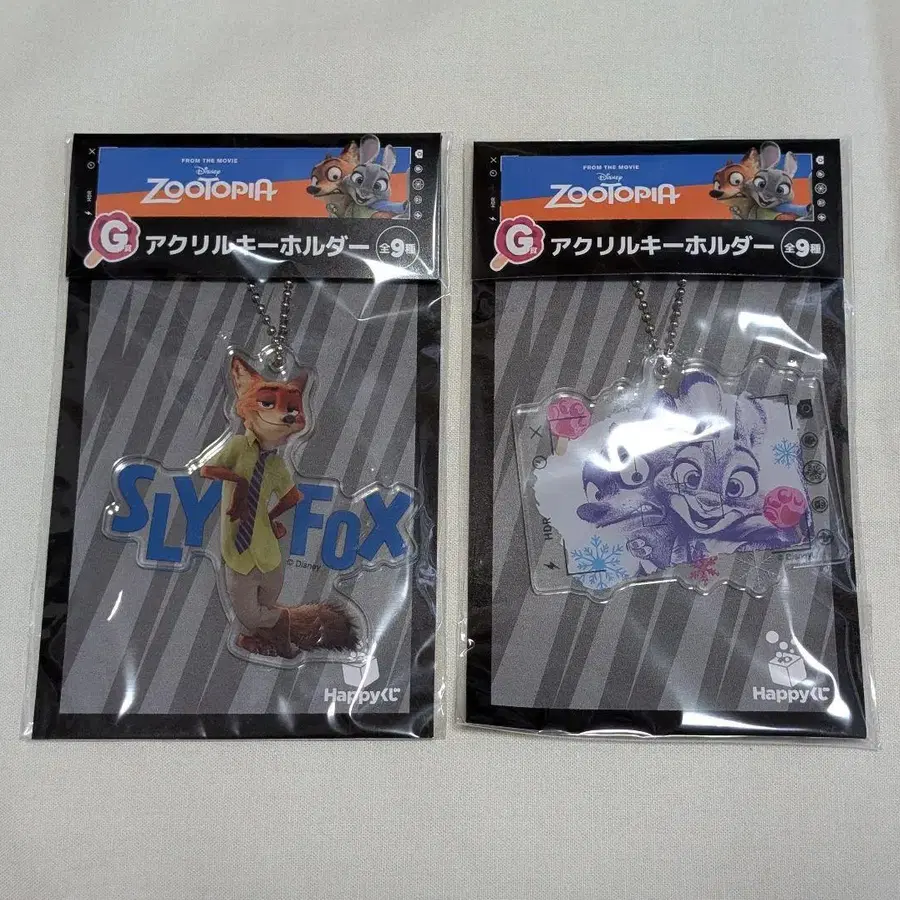 FROM THE MOVIE
Disney
ZOOTOPIA
HDR
G賞 アクリルキーホルダー 全9種
SLY FOX
© Disney
Happyくじ
FROM THE MOVIE
Disney
ZOOTOPIA
HDR
G賞 アクリルキーホルダー 全9種
HDR
© Disney
Happyくじ